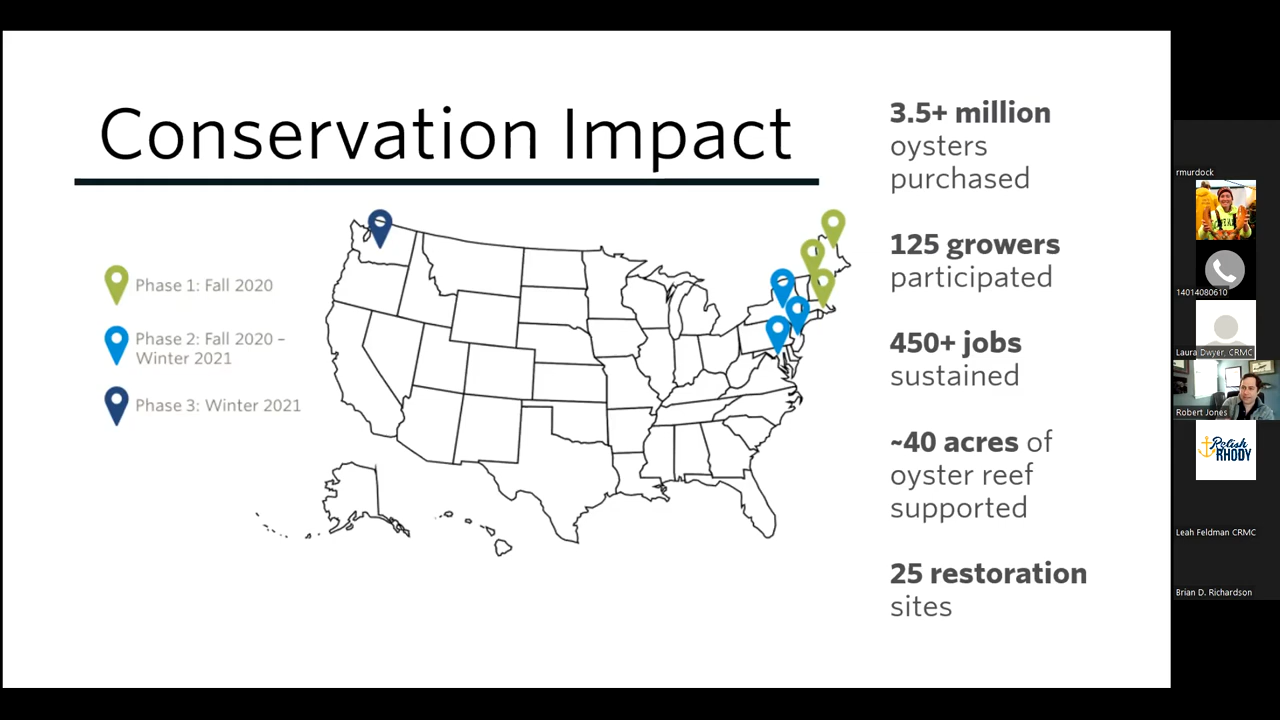 Conservation Impact
Phase 1: Fall 2020
Phase 2: Fall 2020 –
Winter 2021
Phase 3: Winter 2021
3.5+ million
oysters
purchased
125 growers
participated
450+ jobs
sustained
~40 acres of
oyster reef
supported
25 restoration
sites
rmurdock
14014080610
Laura Dwyer, CRMC
Robert Jones
Relish
RHODY
Leah Feldman CRMC
Brian D. Richardson